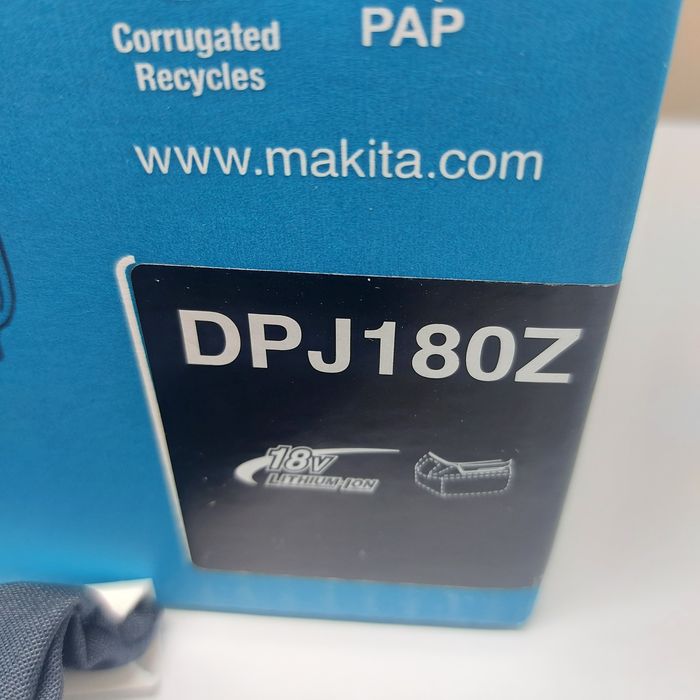 Corrugated
Recycles
PAP
www.makita.com
DPJ180Z
18V
LITHIUM-ION